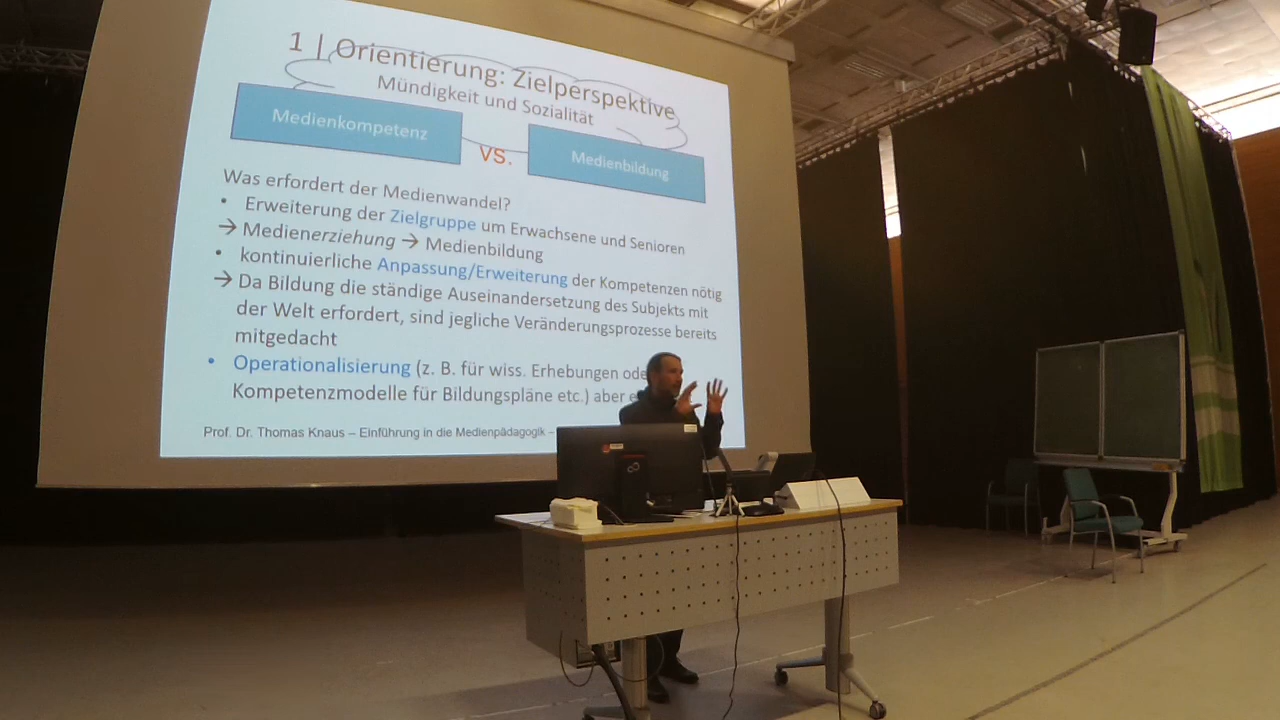 1 | Orientierung: Zielperspektive
Mündigkeit und Sozialität
Medienkompetenz
vs.
Medienbildung
Was erfordert der Medienwandel?
• Erweiterung der Zielgruppe um Erwachsene und Senioren
→ Medienerziehung → Medienbildung
• kontinuierliche Anpassung/Erweiterung der Kompetenzen nötig
→ Da Bildung die ständige Auseinandersetzung des Subjekts mit
der Welt erfordert, sind jegliche Veränderungsprozesse bereits
mitgedacht
• Operationalisierung (z. B. für wiss. Erhebungen
Kompetenzmodelle für Bildungspläne etc.) aber
Prof. Dr. Thomas Knaus – Einführung in die Medienpädagogik –